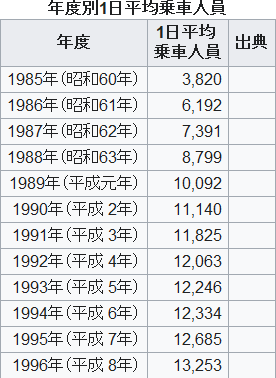 年度別1日平均乗車人員
年度
1日平均
乗車人員
出典
1985年(昭和60年) 3,820
1986年(昭和61年) 6,192
1987年(昭和62年) 7,391
1988年(昭和63年) 8,799
1989年(平成元年) 10,092
1990年(平成 2年) 11,140
1991年(平成 3年) 11,825
1992年(平成 4年) 12,063
1993年(平成 5年) 12,246
1994年(平成 6年) 12,334
1995年(平成 7年) 12,685
1996年(平成 8年) 13,253